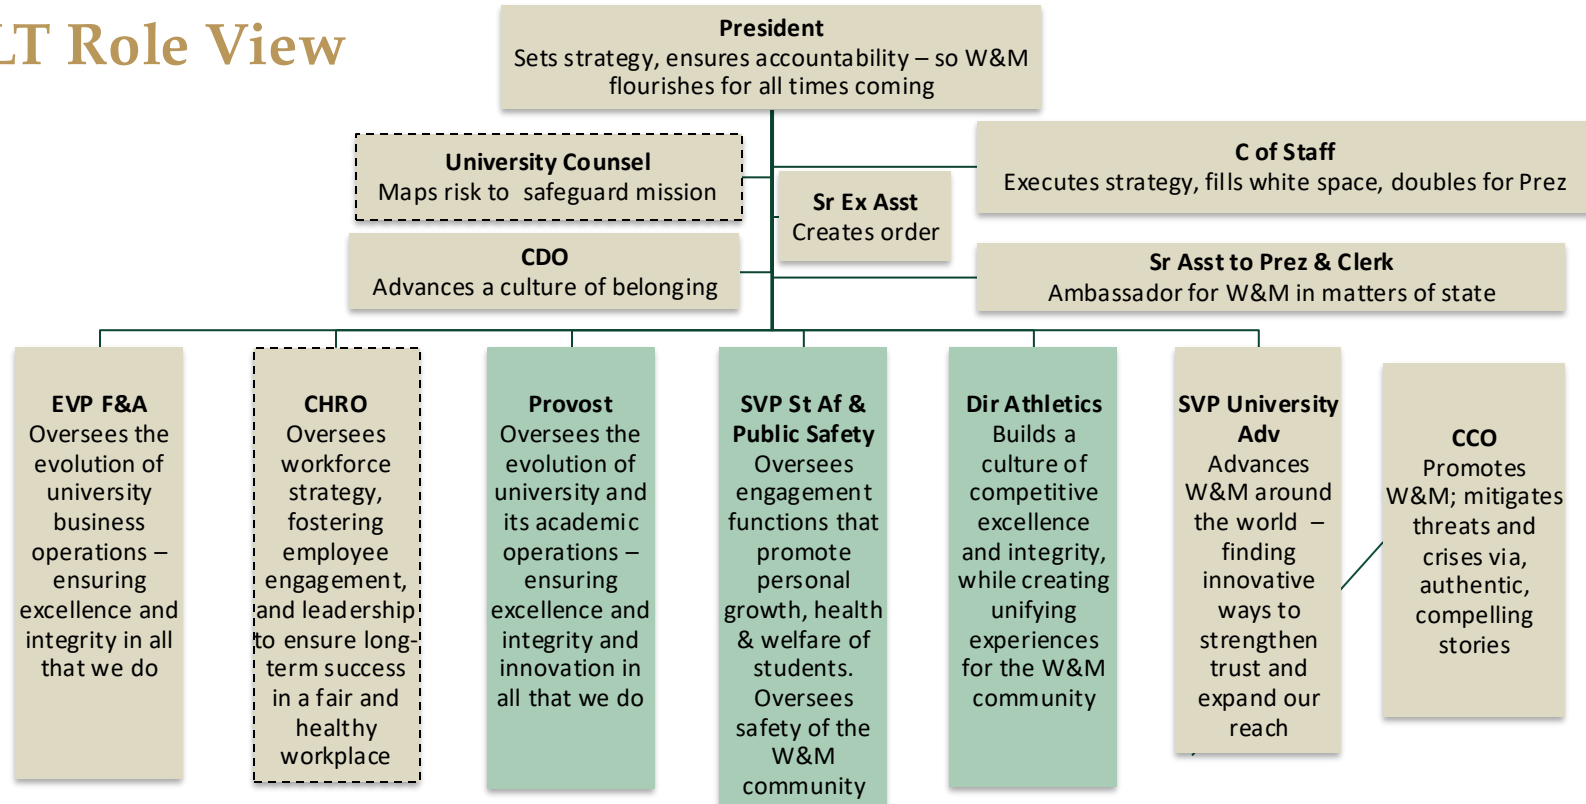 LT Role View
President
Sets strategy, ensures accountability – so W&M
flourishes for all times coming
University Counsel
Maps risk to safeguard mission
C of Staff
Executes strategy, fills white space, doubles for Prez
Sr Ex Asst
Creates order
CDO
Advances a culture of belonging
Sr Asst to Prez & Clerk
Ambassador for W&M in matters of state
EVP F&A
Oversees the
evolution of
university
business
operations –
ensuring
excellence and
integrity in all
that we do
CHRO
Oversees
workforce
strategy,
fostering
employee
engagement,
and leadership
to ensure long-
term success
in a fair and
healthy
workplace
Provost
Oversees the
evolution of
university and
its academic
operations –
ensuring
excellence and
integrity and
innovation in
all that we do
SVP St Af &
Public Safety
Oversees
engagement
functions that
promote
personal
growth, health
& welfare of
students.
Oversees
safety of the
W&M
community
Dir Athletics
Builds a
culture of
competitive
excellence
and integrity,
while creating
unifying
experiences
for the W&M
community
SVP University
Adv
Advances
W&M around
the world –
finding
innovative
ways to
strengthen
trust and
expand our
reach
CCO
Promotes
W&M; mitigates
threats and
crises via,
authentic,
compelling
stories